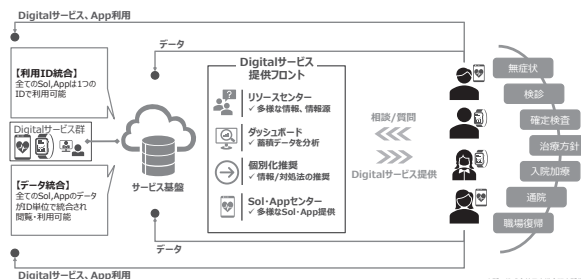 Digitalサービス、App利用
データ
【利用ID統合】
全てのSol,Appは1つの
IDで利用可能
Digitalサービス群
【データ統合】
全てのSol,Appのデータ
がID単位で統合され
閲覧・利用可能
サービス基盤
Digitalサービス
提供フロント
リソースセンター
✓ 多様な情報、情報源
ダッシュボード
✓ 蓄積データを分析
個別化推奨
✓ 情報/対処法の推奨
Sol・Appセンター
✓ 多様なSol・App提供
相談/質問
Digitalサービス提供
無症状
検診
確定検査
治療方針
入院加療
通院
職場復帰
データ
Digitalサービス、App利用